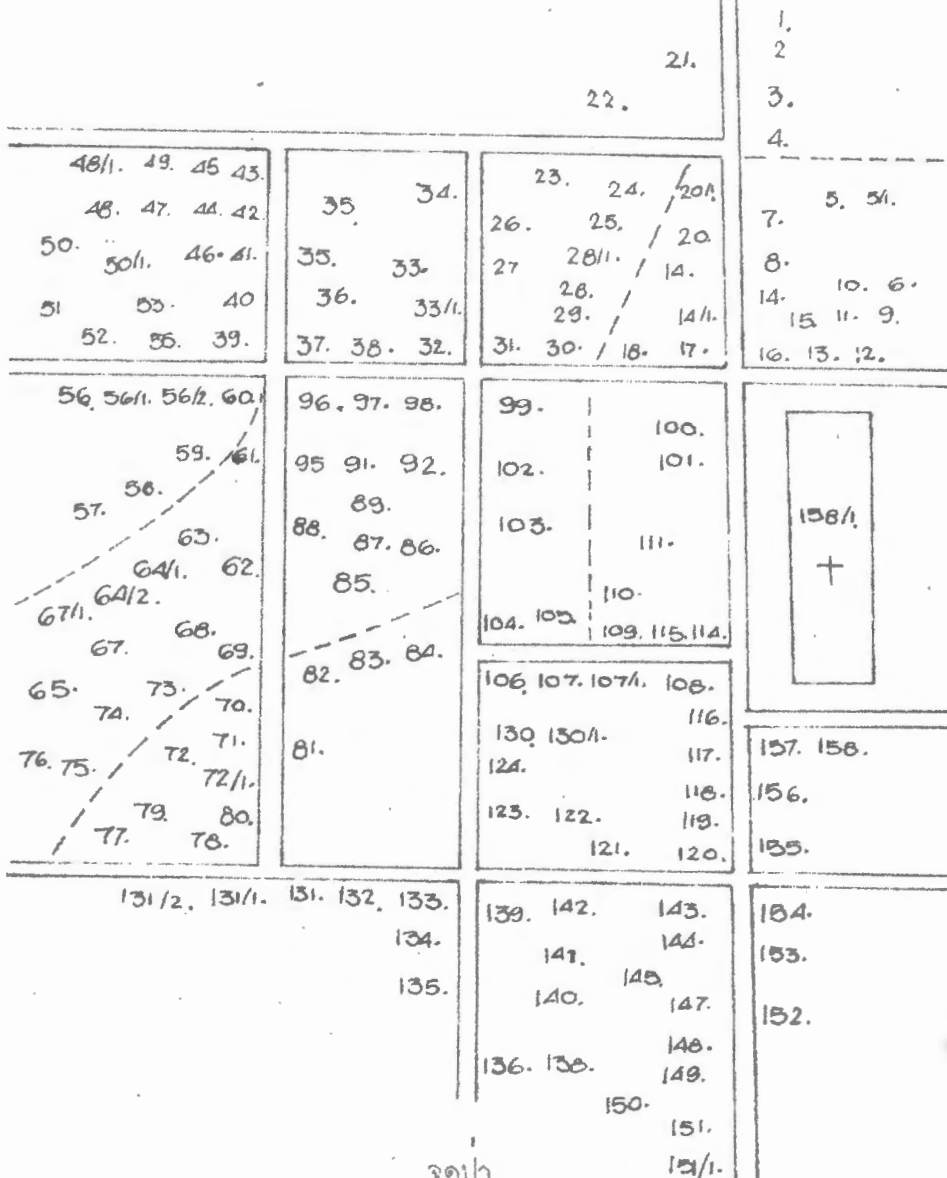 1.
21. 2
22. 3.
4.
48/1. 49. 45 43.
48. 47. 44. 42.
50. 50/1. 46. 41.
51 53. 40
52. 55. 39.
35 34.
35. 33.
36. 33/1.
37. 38. 32.
23. 24. 20/1.
26. 25. 20.
27 28/1. 14.
28.
29. 14/1.
31. 30. 18. 17.
7. 5. 5/1.
8.
14. 10. 6.
15. 11. 9.
16. 13. 12.
56. 56/1. 56/2. 60.
59. 61.
57. 58.
63.
64/1. 62.
67/1. 64/2.
67. 68. 69.
65. 73. 70.
74. 71.
76. 75. 72. 72/1.
79. 80.
77. 78.
96. 97. 98.
95 91. 92.
89.
88. 87. 86.
85.
82. 83. 84.
81.
99. 100.
102. 101.
103. 111.
110.
104. 105. 109. 115. 114.
158/1.
106. 107. 107/1. 108.
116.
130. 130/1. 117.
124.
118.
123. 122. 119.
121. 120.
157. 158.
156.
155.
131/2. 131/1. 131. 132. 133.
134.
135.
139. 142. 143.
141. 144.
145.
140. 147.
148.
136. 138. 149.
150.
151.
151/1.
154.
153.
152.